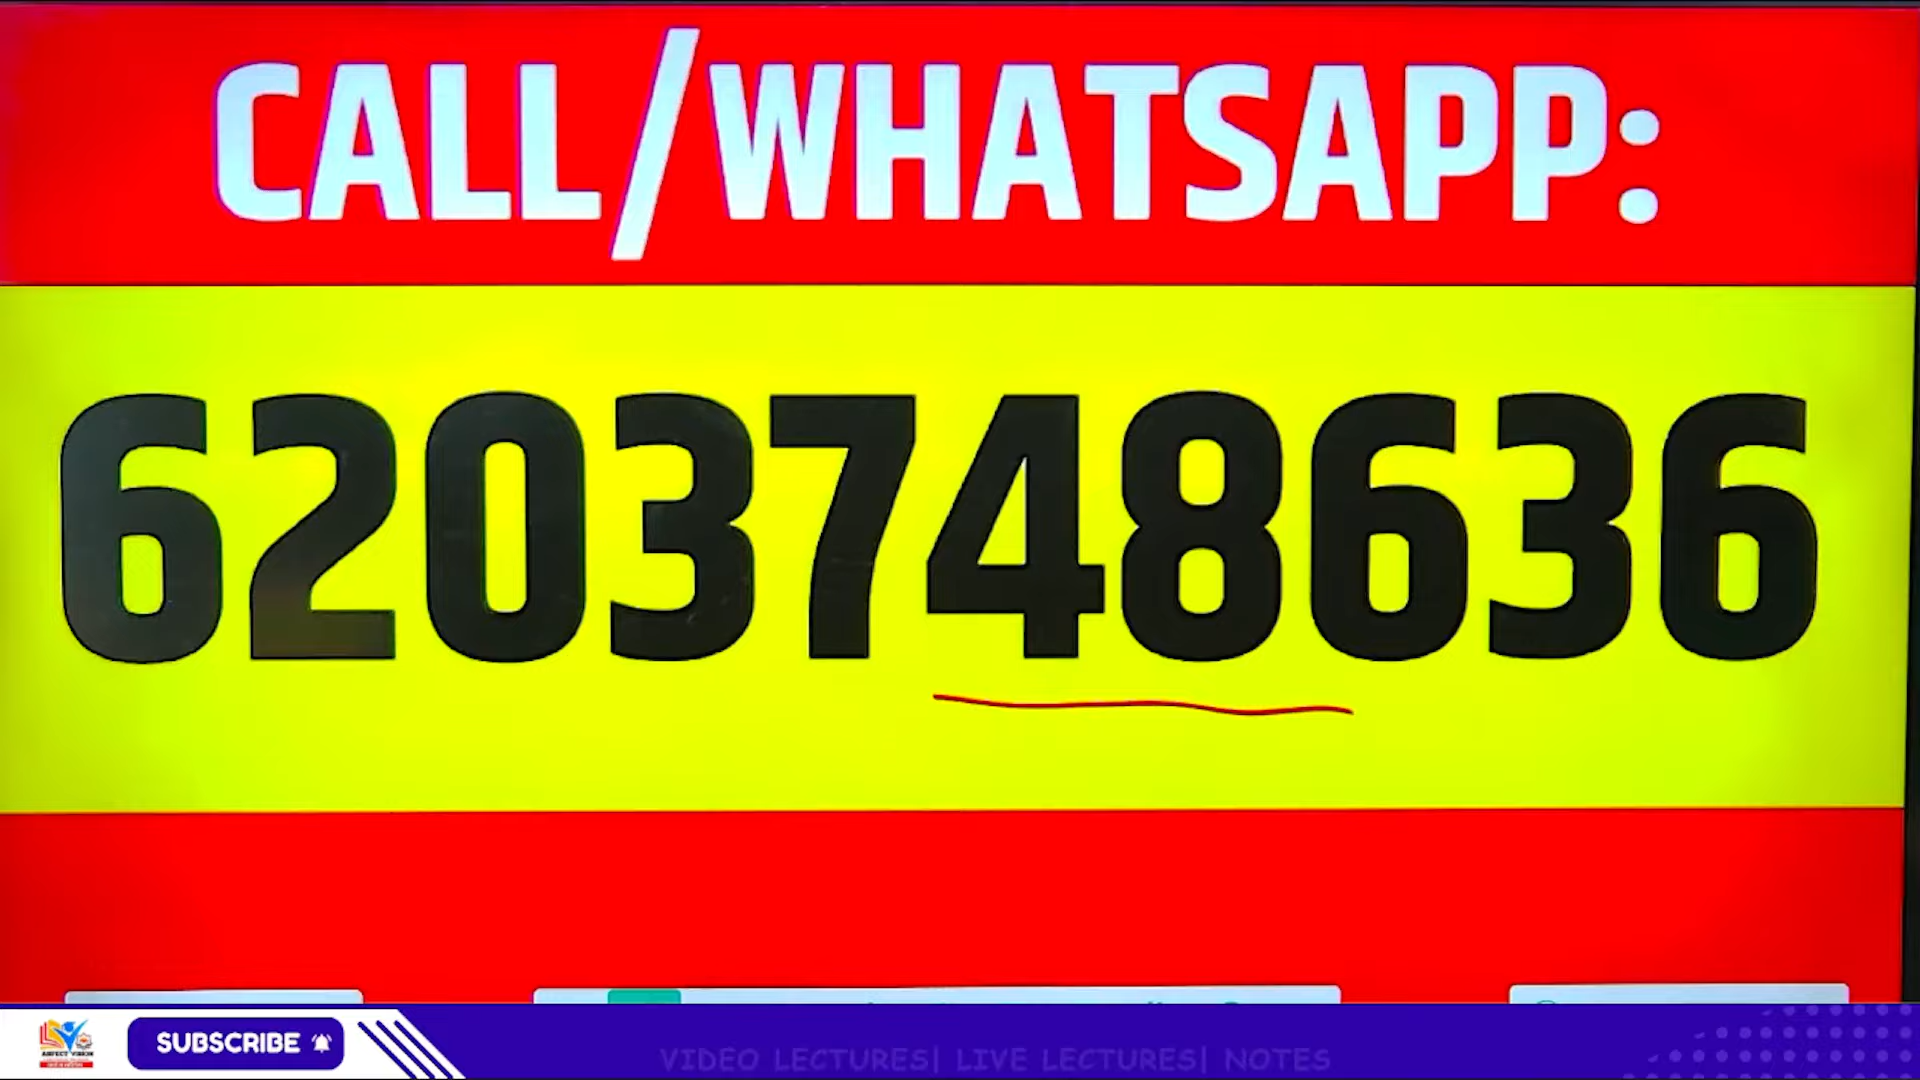 CALL/WHATSAPP:
6203748636
SUBSCRIBE
VIDEO LECTURES| LIVE LECTURES| NOTES